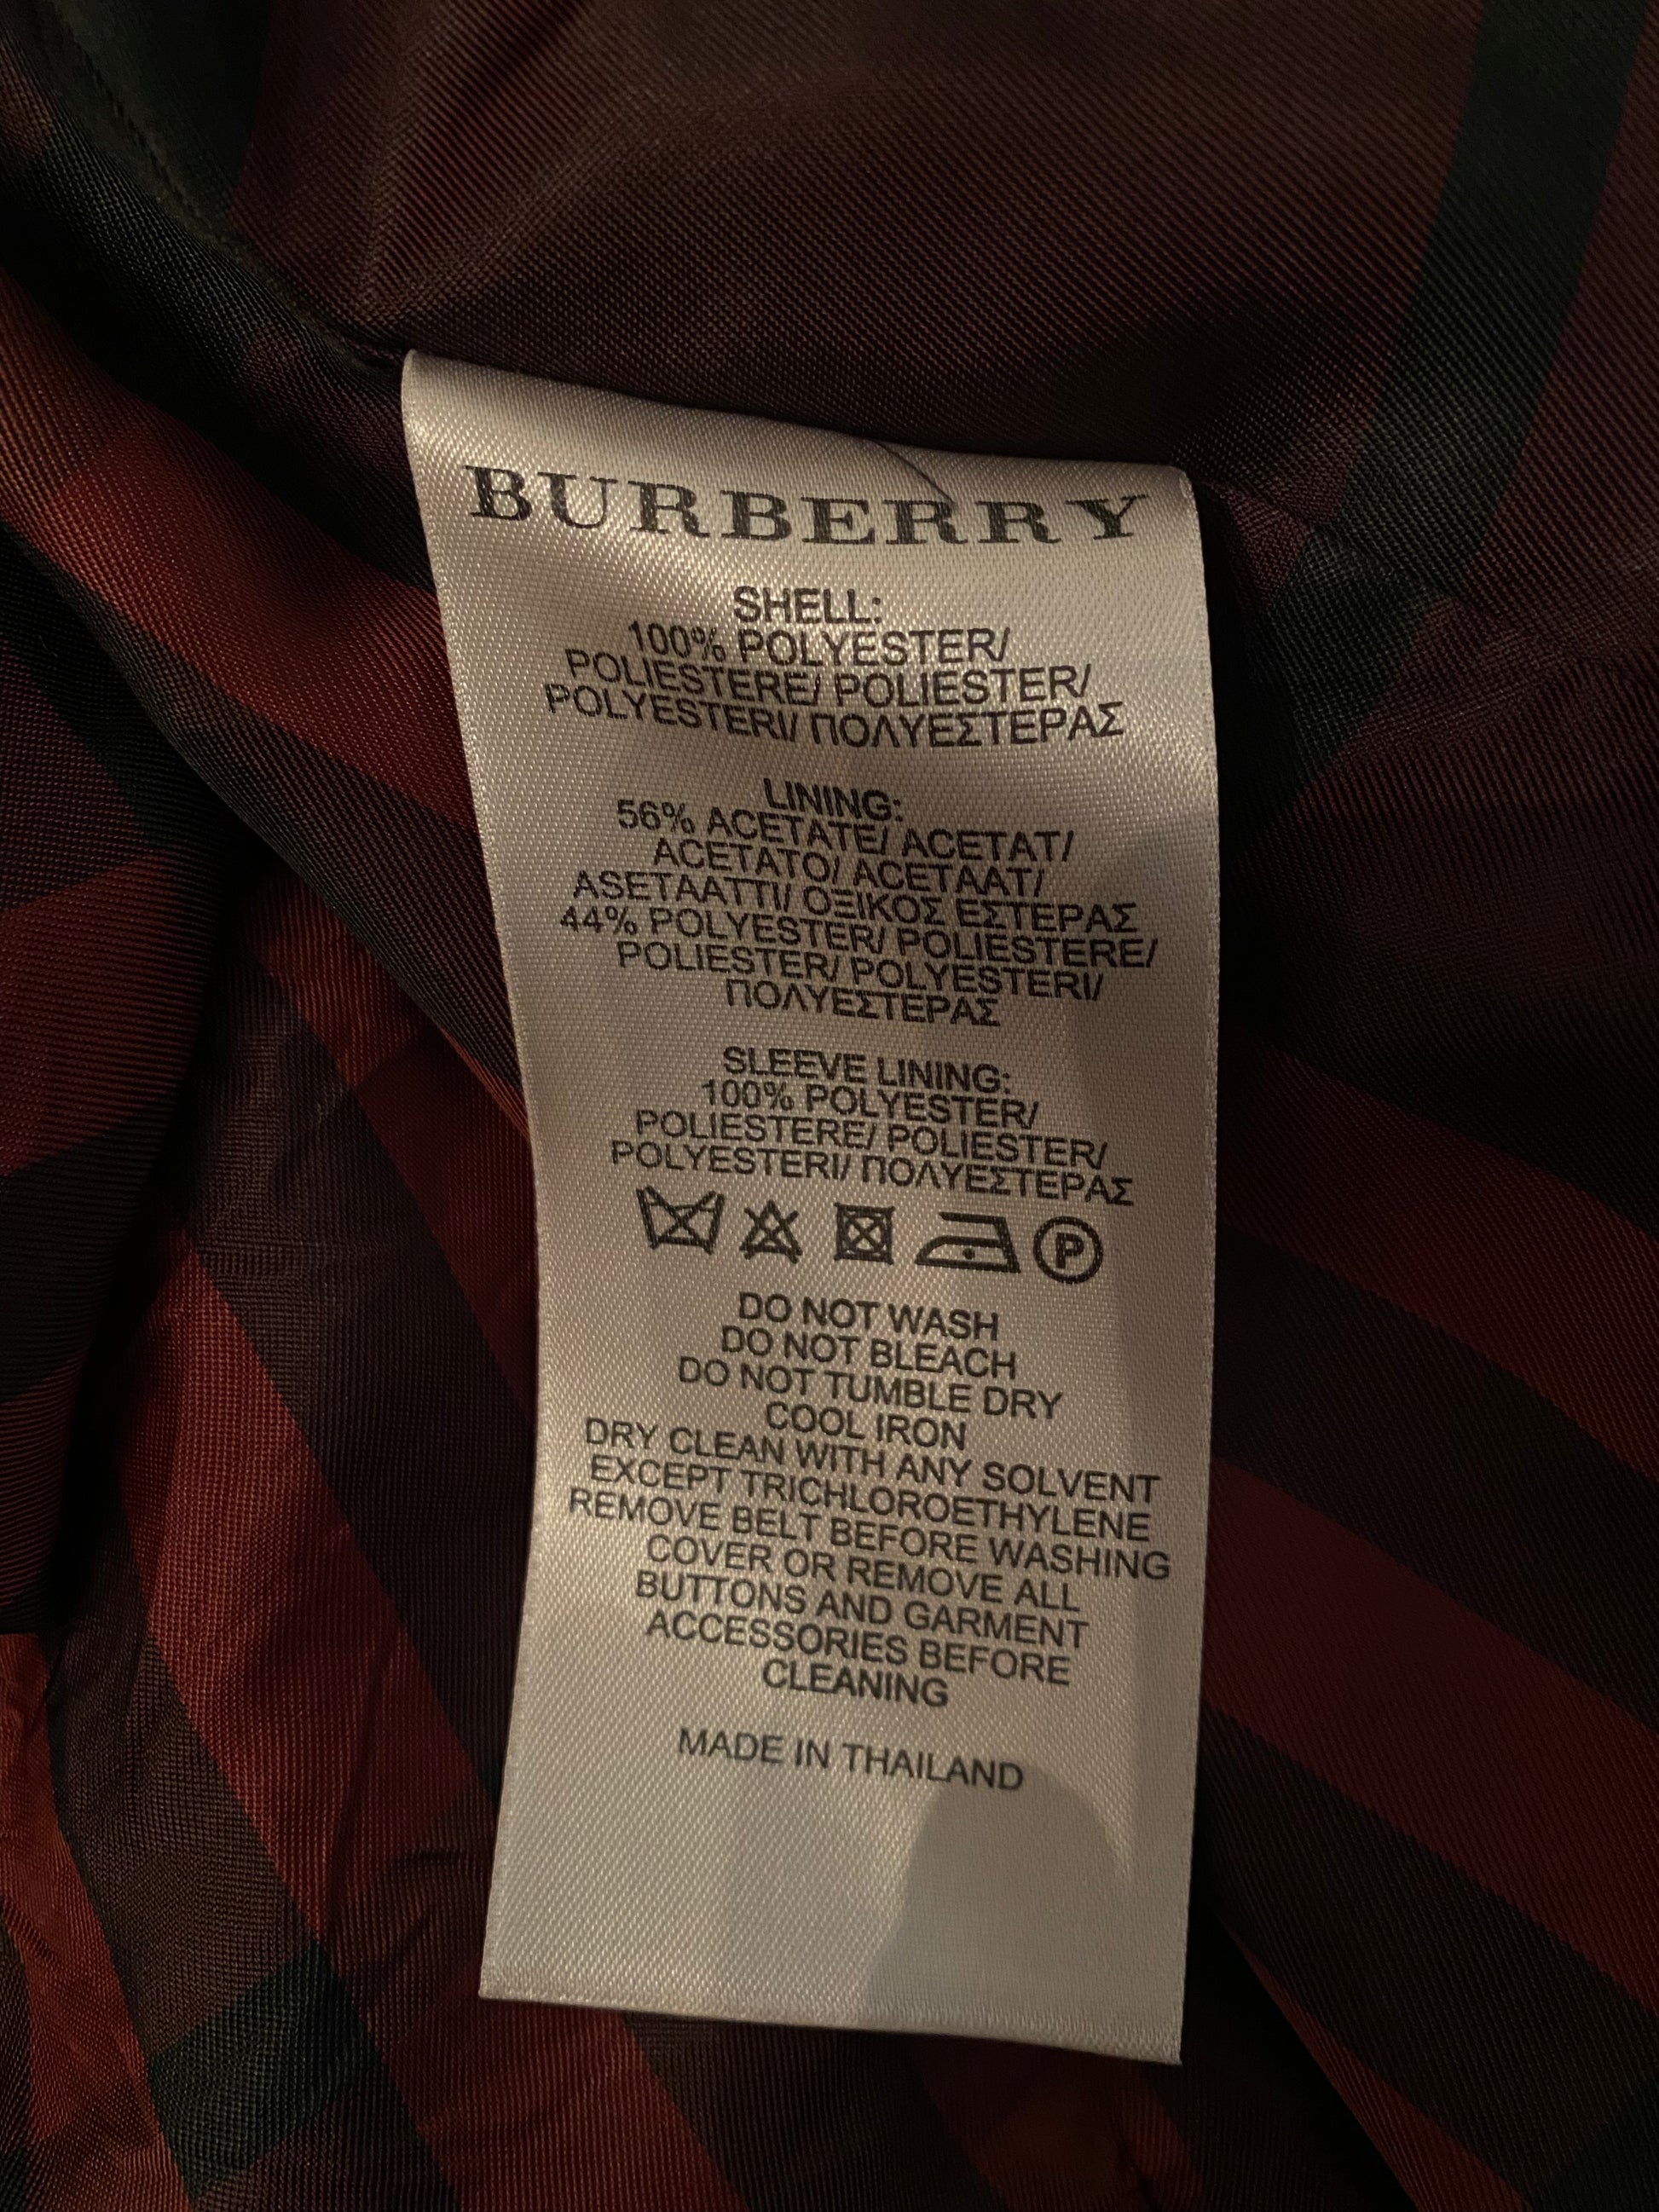 BURBERRY
SHELL:
100% POLYESTER/
POLIESTERE/ POLIESTER/
POLYESTERI/ ΠΟΛΥΕΣΤΕΡΑΣ
LINING:
56% ACETATE/ ACETAT/
ACETATO/ ACETAAT/
ASETAATTI/ ΟΞΙΚΟΣ ΕΣΤΕΡΑΣ
44% POLYESTER/ POLIESTERE/
POLIESTER/ POLYESTERI/
ΠΟΛΥΕΣΤΕΡΑΣ
SLEEVE LINING:
100% POLYESTER/
POLIESTERE/ POLIESTER/
POLYESTERI/ ΠΟΛΥΕΣΤΕΡΑΣ
P
DO NOT WASH
DO NOT BLEACH
DO NOT TUMBLE DRY
COOL IRON
DRY CLEAN WITH ANY SOLVENT
EXCEPT TRICHLOROETHYLENE
REMOVE BELT BEFORE WASHING
COVER OR REMOVE ALL
BUTTONS AND GARMENT
ACCESSORIES BEFORE
CLEANING
MADE IN THAILAND